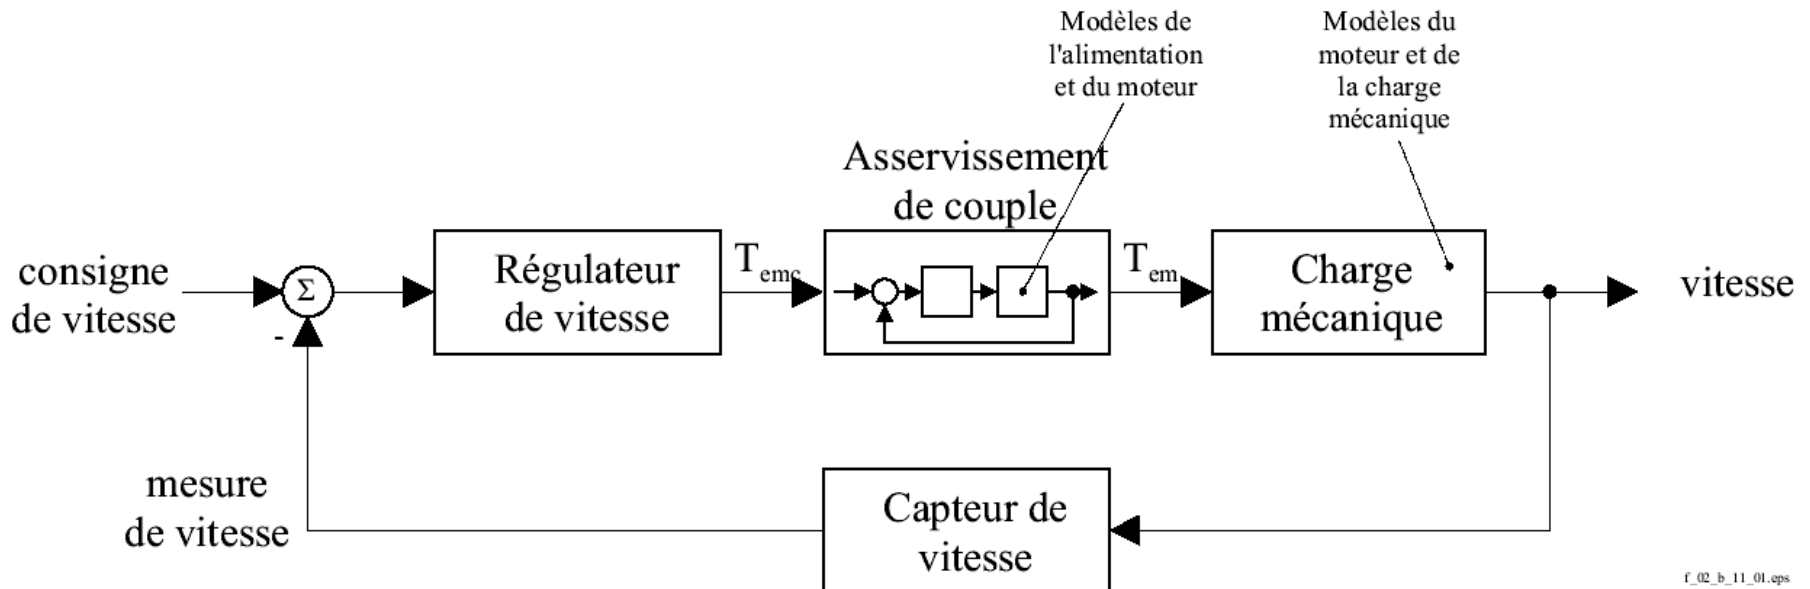 Modèles de
l'alimentation
et du moteur
Modèles du
moteur et de
la charge
mécanique
Asservissement
de couple
consigne
de vitesse
Σ
-
Régulateur
de vitesse
Temc
Tem
Charge
mécanique
vitesse
mesure
de vitesse
Capteur de
vitesse
f_02_b_11_01.eps